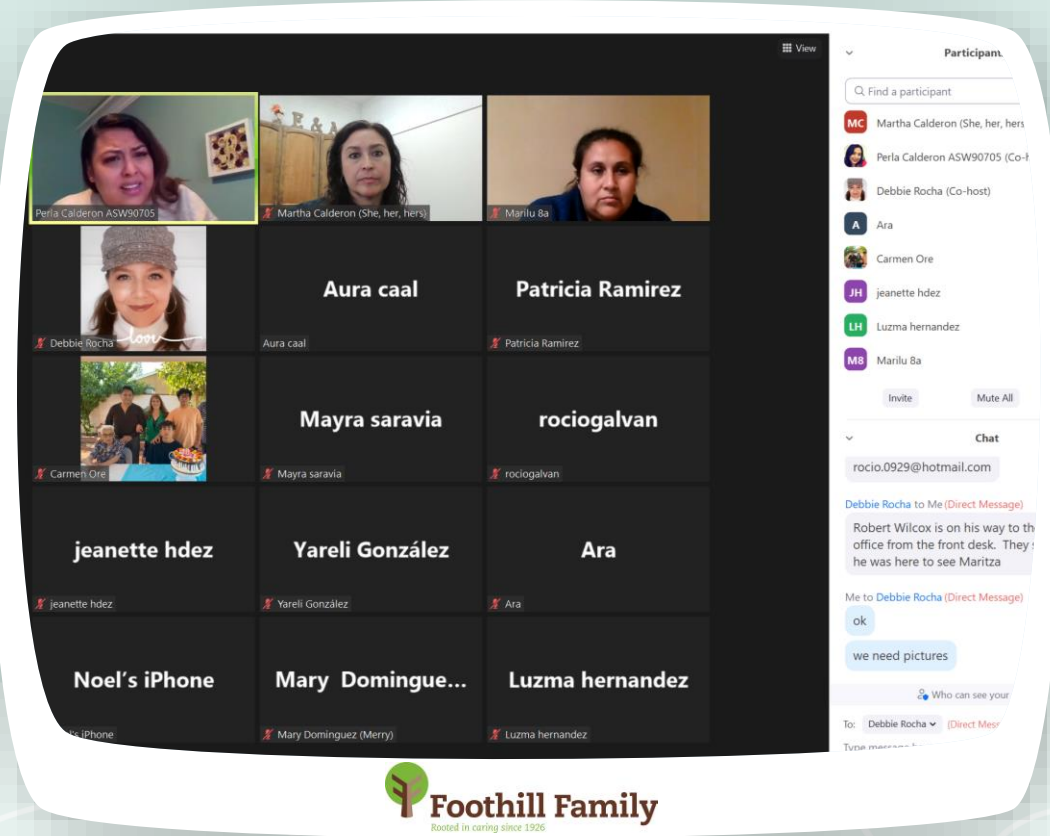 View
Perla Calderon ASW90705
E & A
Martha Calderon (She, her, hers)
Marilu 8a
love
Debbie Rocha
Aura caal
Aura caal
Patricia Ramirez
Patricia Ramirez
Carmen Ore
Mayra saravia
Mayra saravia
rociogalvan
rociogalvan
jeanette hdez
jeanette hdez
Yareli González
Yareli González
Ara
Ara
Noel's iPhone
iPhone
Mary Domingue...
Mary Dominguez (Merry)
Luzma hernandez
Luzma hernandez
Find a participant
MC Martha Calderon (She, her, hers
Perla Calderon ASW90705
Debbie Rocha (Co-host)
A Ara
Carmen Ore
JH jeanette hdez
LH Luzma hernandez
M8 Marilu 8a
Invite Mute All
Chat
rocio.0929@hotmail.com
Debbie Rocha to Me (Direct Message)
Robert Wilcox is on his way to
office from the front desk. They
he was here to see Maritza
Me to Debbie Rocha (Direct Message)
ok
we need pictures
Who can see your
To: Debbie Rocha (Direct
Type
Foothill Family
Rooted in caring since 1926